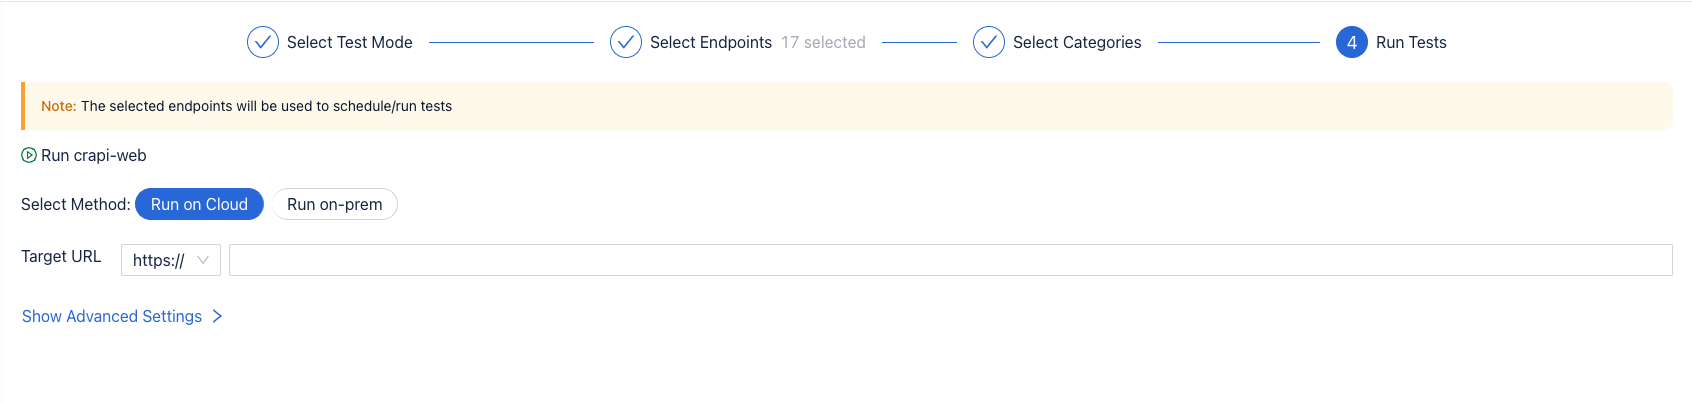 Select Test Mode Select Endpoints 17 selected Select Categories 4 Run Tests
Note: The selected endpoints will be used to schedule/run tests
Run crapi-web
Select Method: Run on Cloud Run on-prem
Target URL https://
Show Advanced Settings